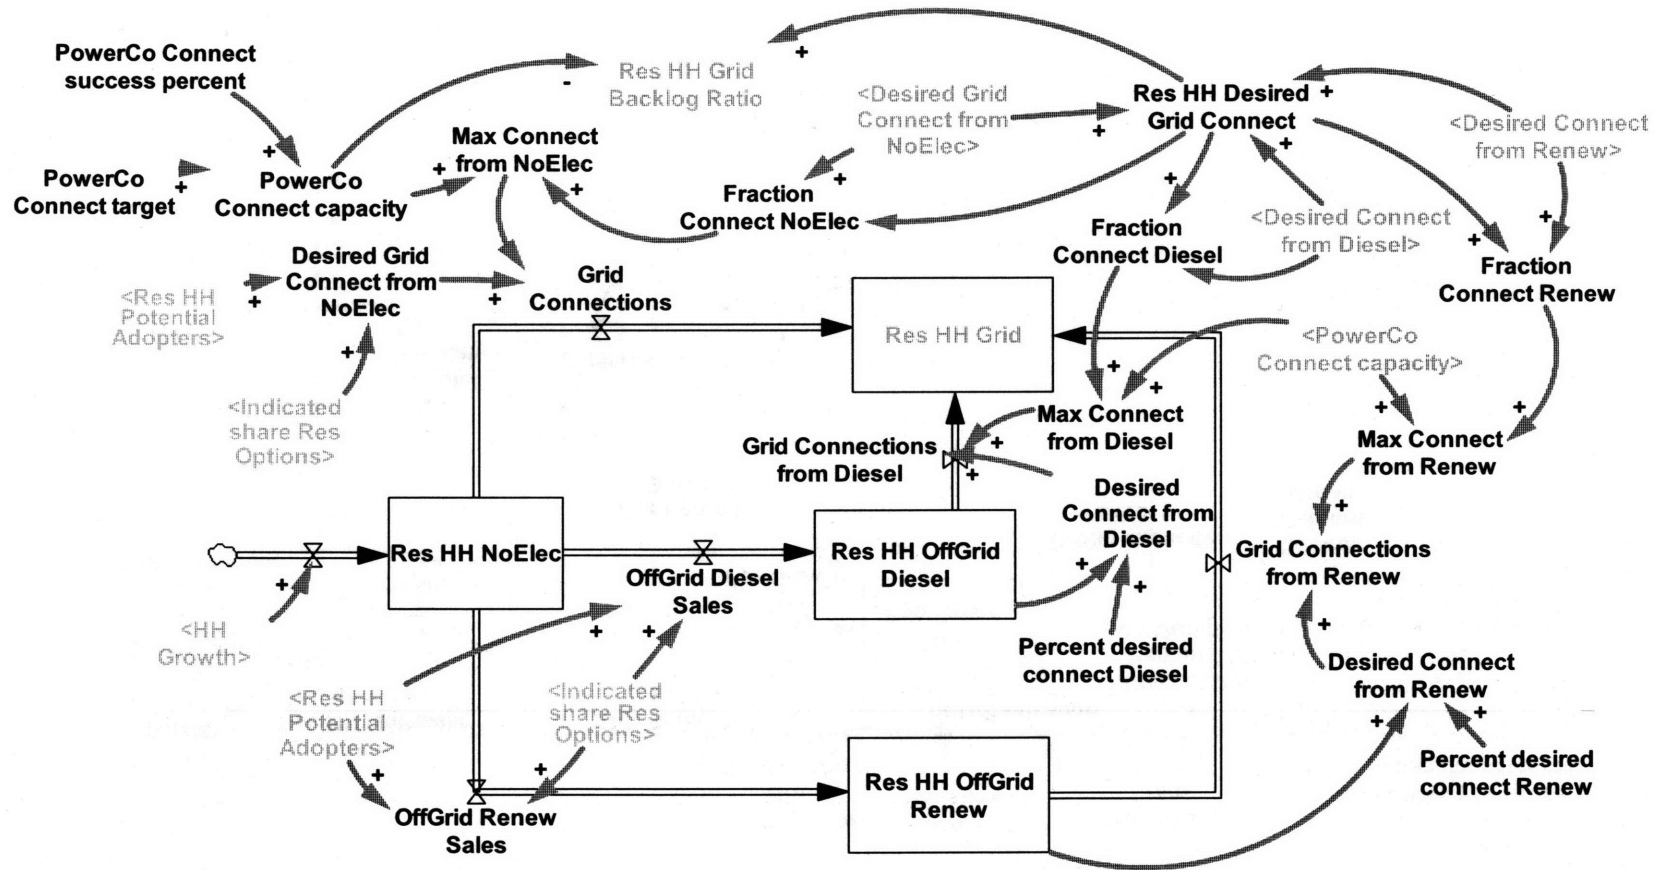 PowerCo Connect
success percent
PowerCo
Connect target
+
+
PowerCo
Connect capacity
-
Res HH Grid
Backlog Ratio
+
Max Connect
from NoElec
+
+
<Desired Grid
Connect from
NoElec>
+
+
Fraction
Connect NoElec
Res HH Desired
Grid Connect
+
+
+
<Desired Connect
from Renew>
+
+
Fraction
Connect Diesel
<Desired Connect
from Diesel>
Fraction
Connect Renew
Desired Grid
Connect from
NoElec
+
+
+
<Res HH
Potential
Adopters>
<Indicated
share Res
Options>
Grid
Connections
Res HH Grid
<PowerCo
Connect capacity>
+
+
+
+
Max Connect
from Diesel
Max Connect
from Renew
Grid Connections
from Diesel
+
+
Desired
Connect from
Diesel
+
+
+
Grid Connections
from Renew
Res HH NoElec
Res HH OffGrid
Diesel
OffGrid Diesel
Sales
+
<HH
Growth>
+
+
Percent desired
connect Diesel
+
Desired Connect
from Renew
<Res HH
Potential
Adopters>
<Indicated
share Res
Options>
+
+
+
+
Percent desired
connect Renew
Res HH OffGrid
Renew
OffGrid Renew
Sales